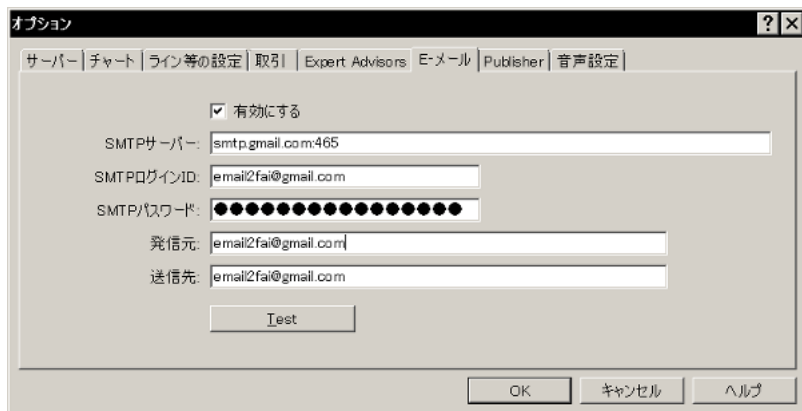 オプション
サーバー チャート ライン等の設定 取引 Expert Advisors E-メール Publisher 音声設定
有効にする
SMTPサーバー: smtp.gmail.com:465
SMTPログインID: email2fai@gmail.com
SMTPパスワード: ●●●●●●●●●●●●●●●●
発信元: email2fai@gmail.com
送信先: email2fai@gmail.com
Test
OK キャンセル ヘルプ